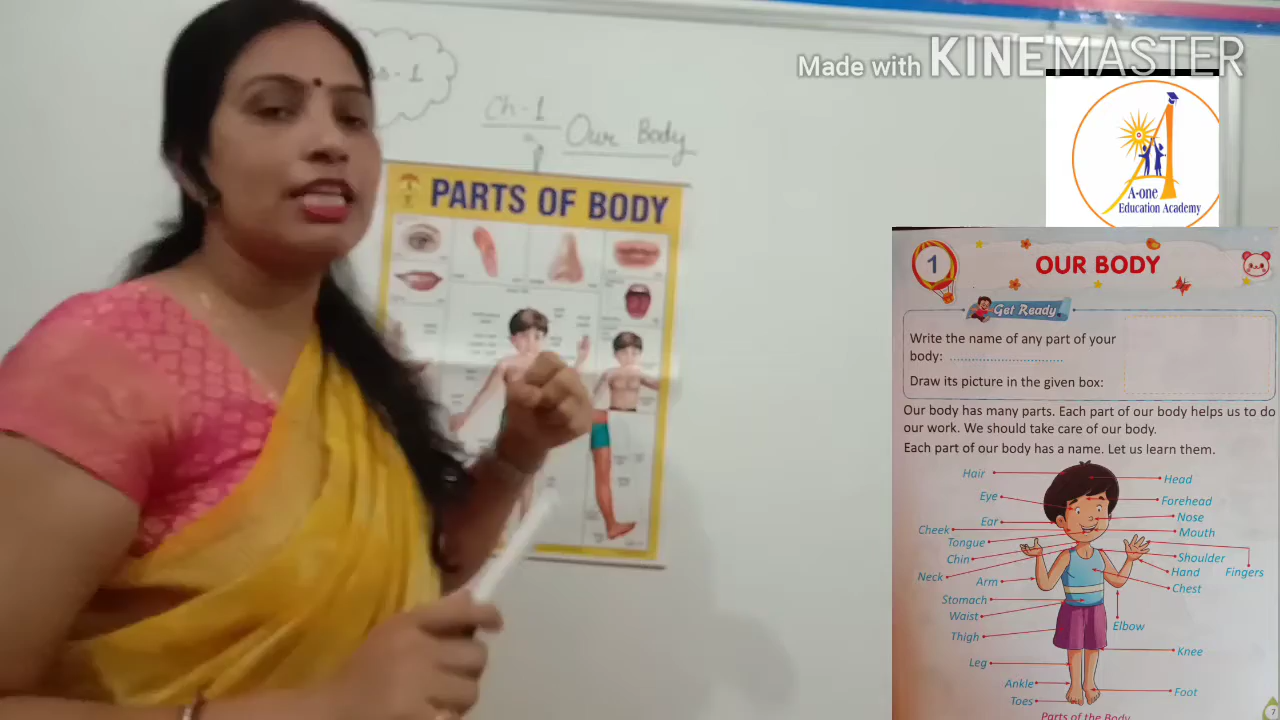 Made with KINEMASTER
Ch-1 Our Body
PARTS OF BODY
A-one
Education Academy
1
OUR BODY
Get Ready
Write the name of any part of your
body:
Draw its picture in the given box:
Our body has many parts. Each part of our body helps us to do
our work. We should take care of our body.
Each part of our body has a name. Let us learn them.
Hair
Head
Eye
Forehead
Ear
Nose
Cheek
Mouth
Tongue
Chin
Shoulder
Neck
Hand
Fingers
Arm
Chest
Stomach
Waist
Elbow
Thigh
Knee
Leg
Ankle
Foot
Toes
Parts of the Body
7